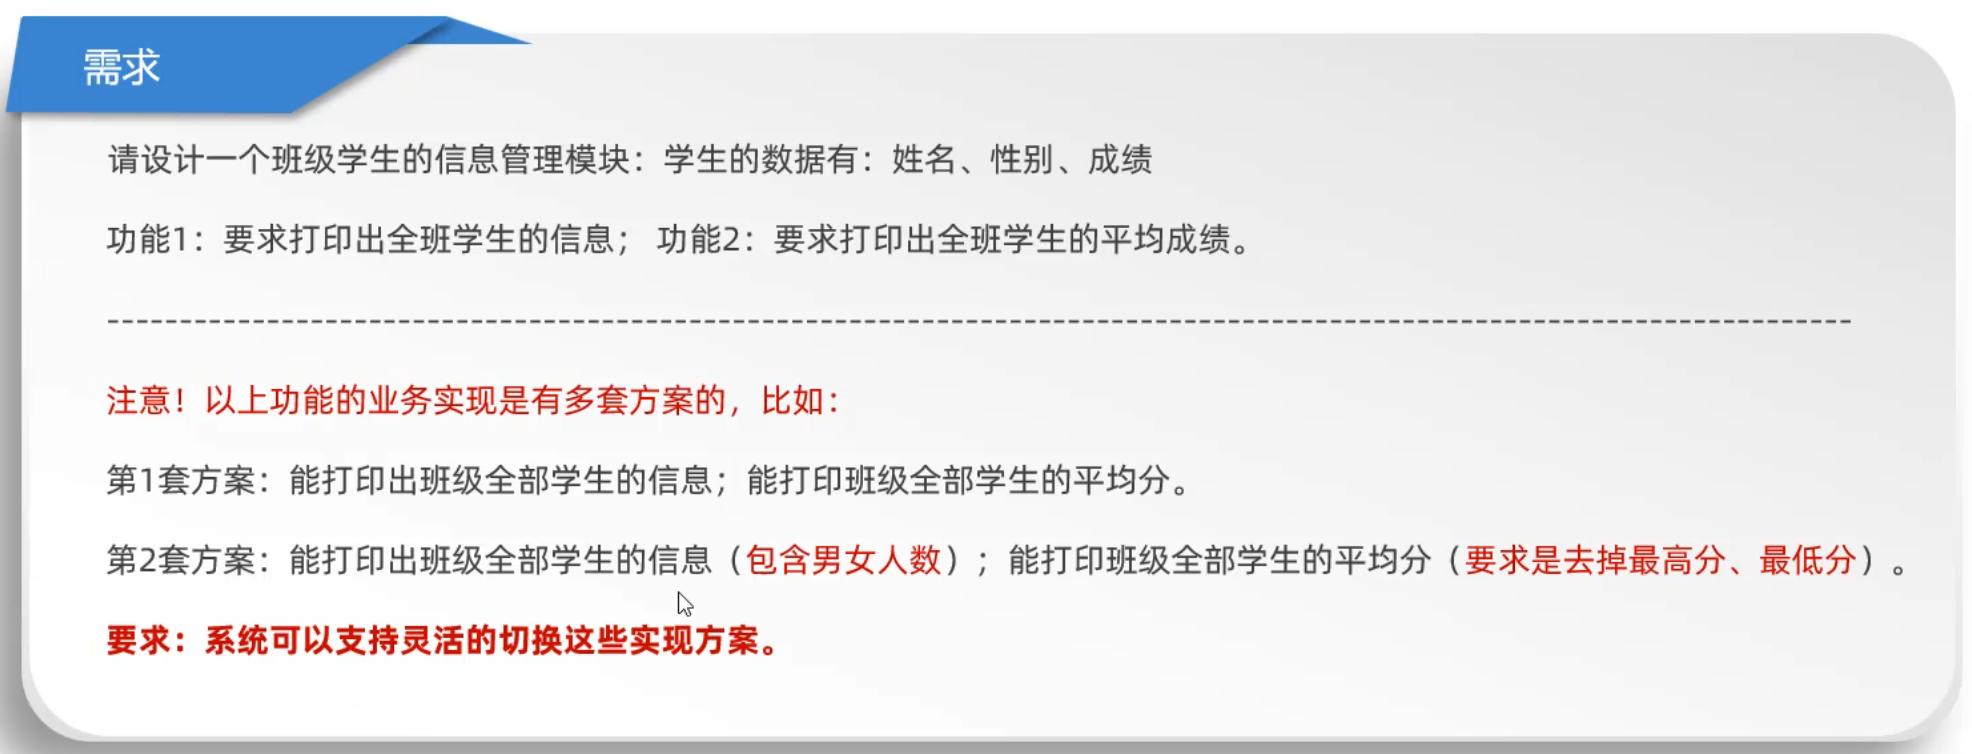 需求
请设计一个班级学生的信息管理模块：学生的数据有：姓名、性别、成绩
功能1：要求打印出全班学生的信息； 功能2：要求打印出全班学生的平均成绩。
注意！以上功能的业务实现是有多套方案的，比如：
第1套方案：能打印出班级全部学生的信息；能打印班级全部学生的平均分。
第2套方案：能打印出班级全部学生的信息（包含男女人数）；能打印班级全部学生的平均分（要求是去掉最高分、最低分）。
要求：系统可以支持灵活的切换这些实现方案。